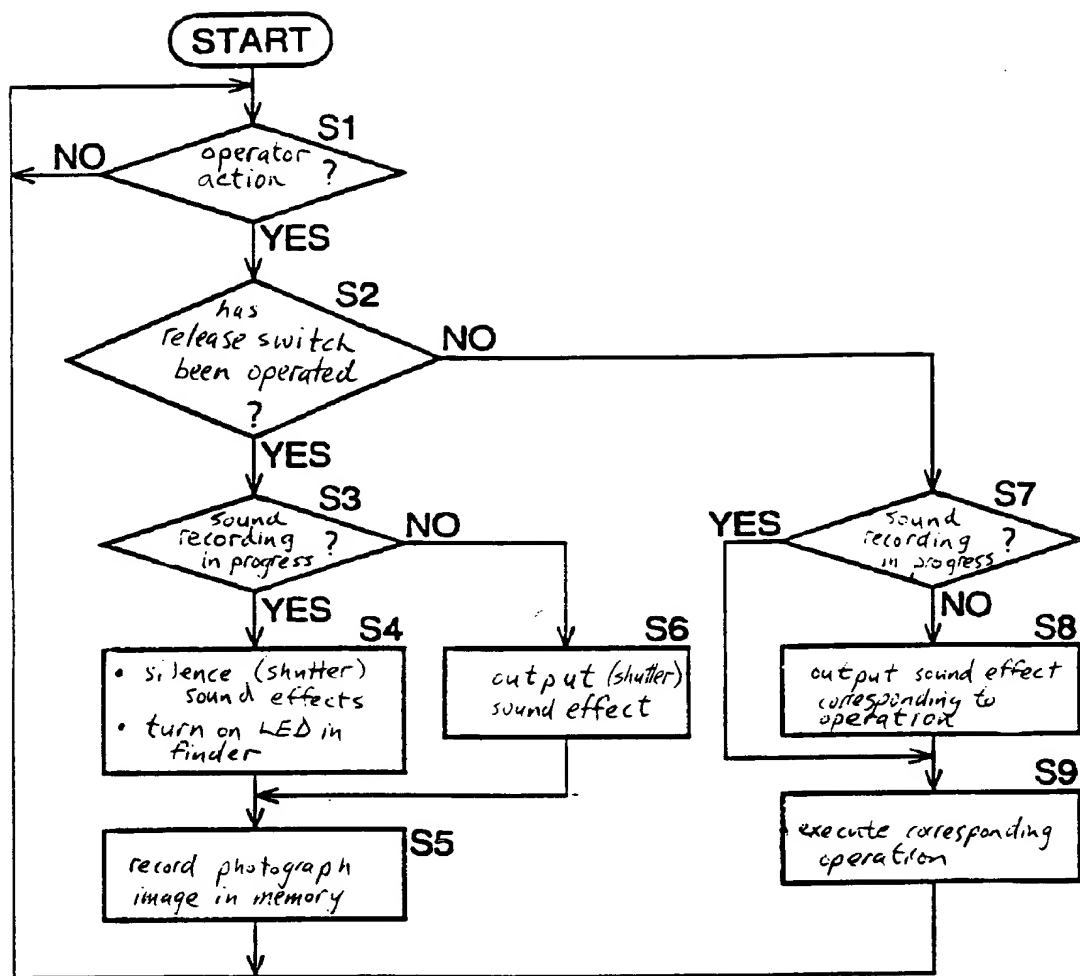 START
S1
NO
operator
action ?
YES
S2
has
release switch
been operated
?
NO
YES
S3
sound
recording ?
in progress
NO
YES
S7
sound
recording ?
in progress
YES
NO
S4
• silence (shutter)
sound effects
• turn on LED in
finder
S6
output (shutter)
sound effect
S8
output sound effect
corresponding to
operation
S9
execute corresponding
operation
S5
record photograph
image in memory